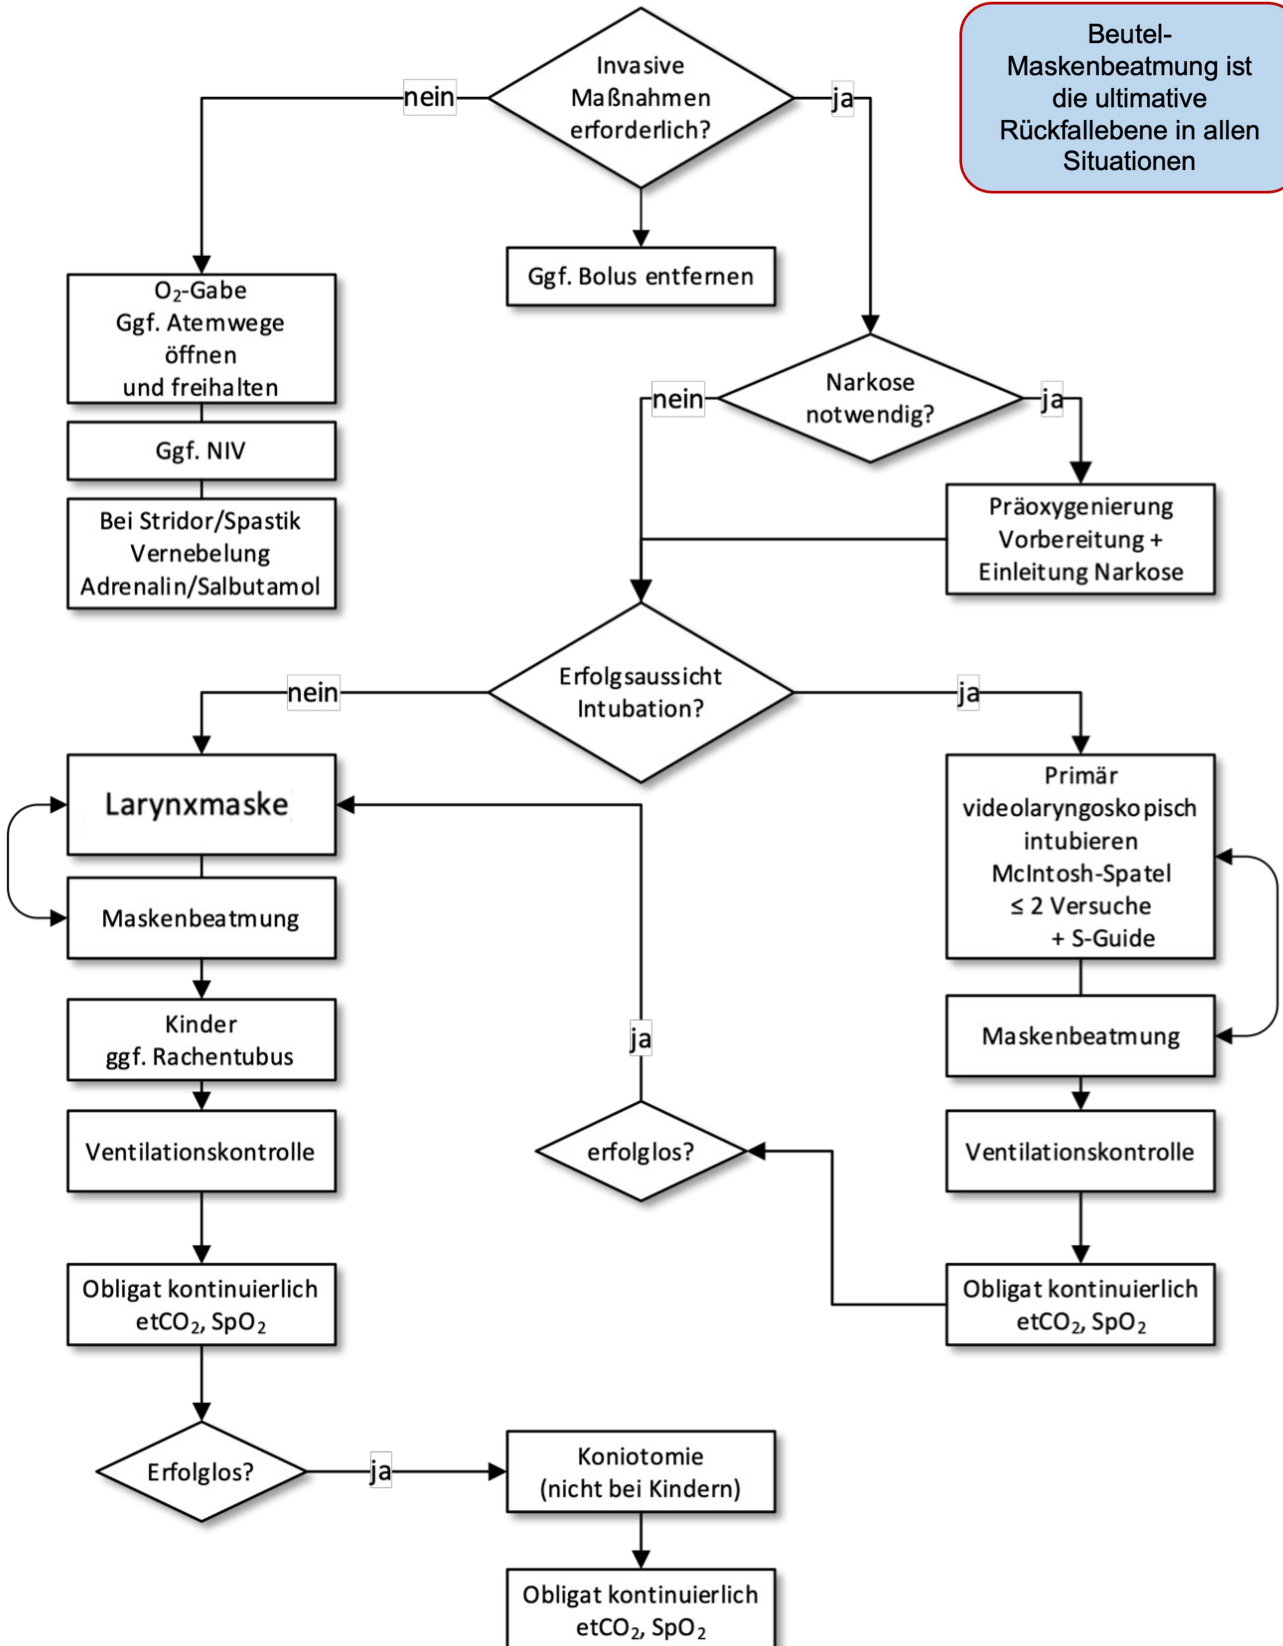 Beutel-
Maskenbeatmung ist
die ultimative
Rückfallebene in allen
Situationen
Invasive
Maßnahmen
erforderlich?
nein
ja
Ggf. Bolus entfernen
O₂-Gabe
Ggf. Atemwege
öffnen
und freihalten
Ggf. NIV
Bei Stridor/Spastik
Vernebelung
Adrenalin/Salbutamol
Narkose
notwendig?
nein
ja
Präoxygenierung
Vorbereitung +
Einleitung Narkose
Erfolgsaussicht
Intubation?
nein
ja
Larynxmaske
Maskenbeatmung
Kinder
ggf. Rachentubus
Ventilationskontrolle
Obligat kontinuierlich
etCO₂, SpO₂
Primär
videolaryngoskopisch
intubieren
McIntosh-Spatel
≤ 2 Versuche
+ S-Guide
Maskenbeatmung
Ventilationskontrolle
Obligat kontinuierlich
etCO₂, SpO₂
erfolglos?
ja
Erfolglos?
ja
Koniotomie
(nicht bei Kindern)
Obligat kontinuierlich
etCO₂, SpO₂